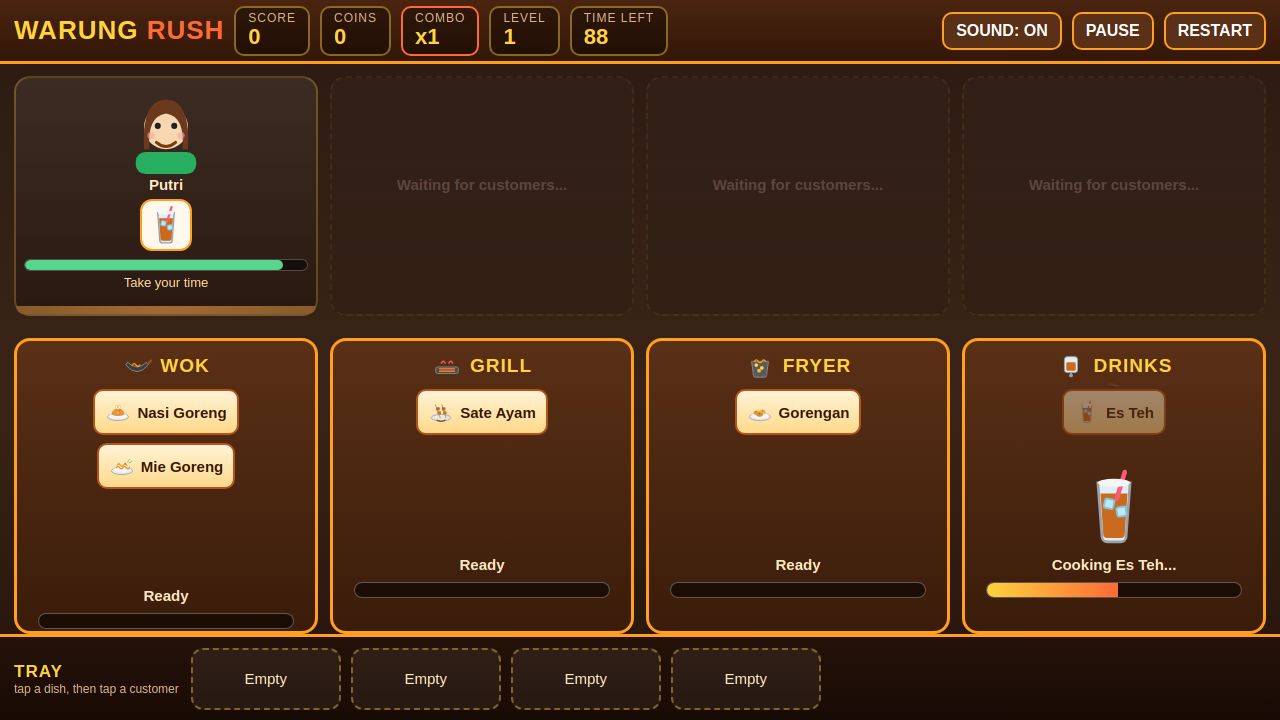 WARUNG RUSH
SCORE
0
COINS
0
COMBO
x1
LEVEL
1
TIME LEFT
88
SOUND: ON
PAUSE
RESTART
Putri
Take your time
Waiting for customers...
Waiting for customers...
Waiting for customers...
WOK
Nasi Goreng
Mie Goreng
Ready
GRILL
Sate Ayam
Ready
FRYER
Gorengan
Ready
DRINKS
Es Teh
Cooking Es Teh...
TRAY
tap a dish, then tap a customer
Empty
Empty
Empty
Empty